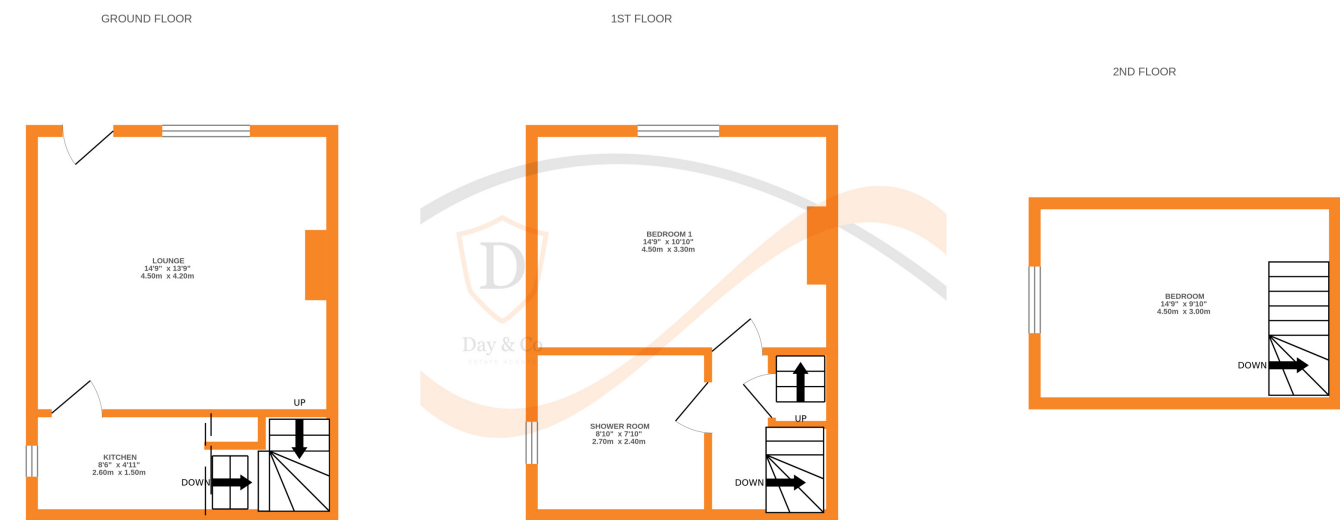 GROUND FLOOR
1ST FLOOR
2ND FLOOR
LOUNGE
14'9" x 13'9"
4.50m x 4.20m
UP
KITCHEN
8'6" x 4'11"
2.60m x 1.50m
DOWN
BEDROOM 1
14'9" x 10'10"
4.50m x 3.30m
D
Day & Co
SHOWER ROOM
8'10" x 7'10"
2.70m x 2.40m
UP
DOWN
BEDROOM
14'9" x 9'10"
4.50m x 3.00m
DOWN